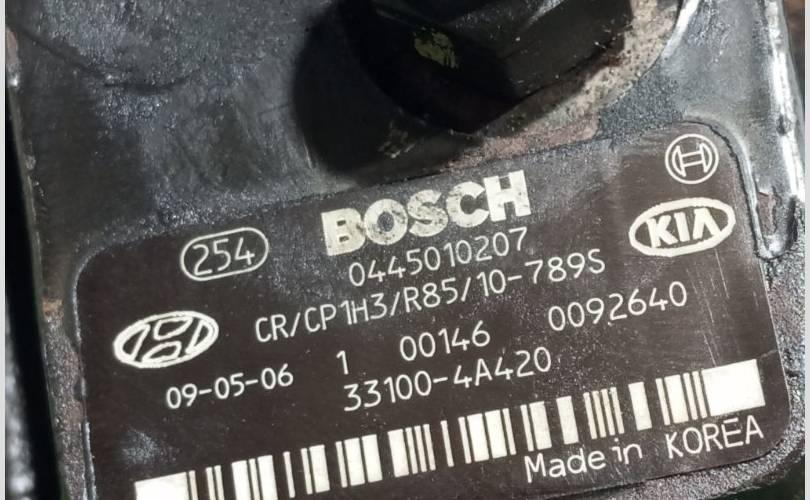 BOSCH
254
0445010207
KIA
CR/CP1H3/R85/10-789S
09-05-06 1 00146 0092640
33100-4A420
Made in KOREA